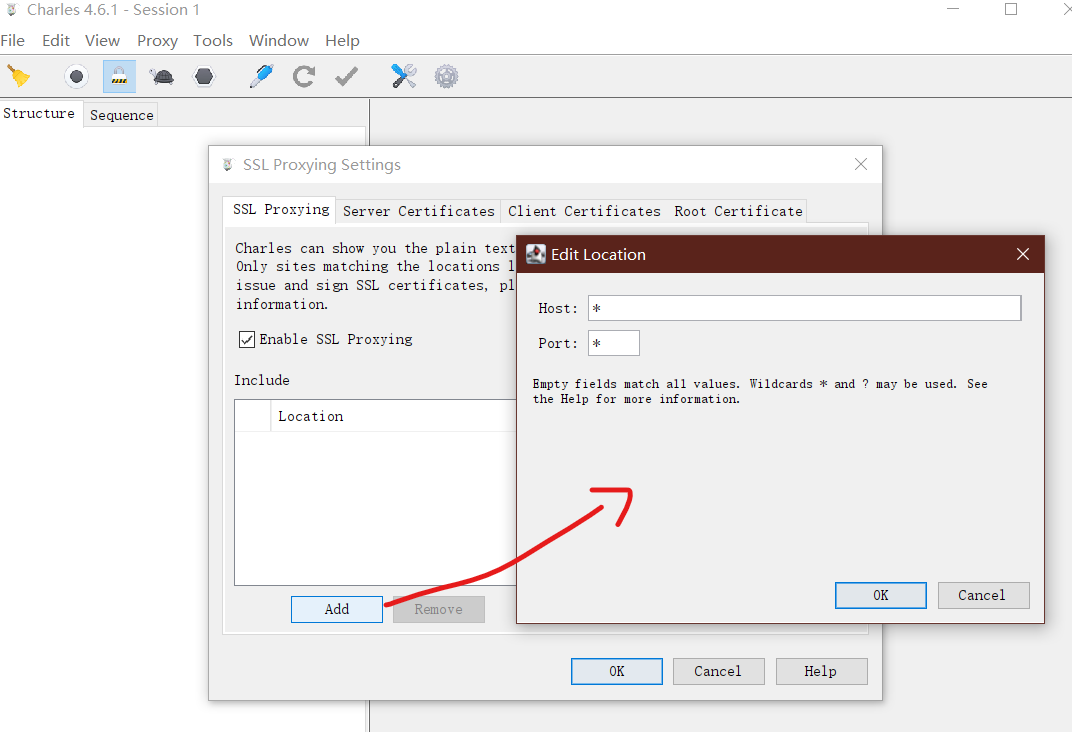 Charles 4.6.1 - Session 1
File Edit View Proxy Tools Window Help
Structure Sequence
SSL Proxying Settings
SSL Proxying Server Certificates Client Certificates Root Certificate
Charles can show you the plain text
Only sites matching the locations l
issue and sign SSL certificates, pl
information.
Enable SSL Proxying
Include
Location
Add Remove
OK Cancel Help
Edit Location
Host: *
Port: *
Empty fields match all values. Wildcards * and ? may be used. See
the Help for more information.
OK Cancel